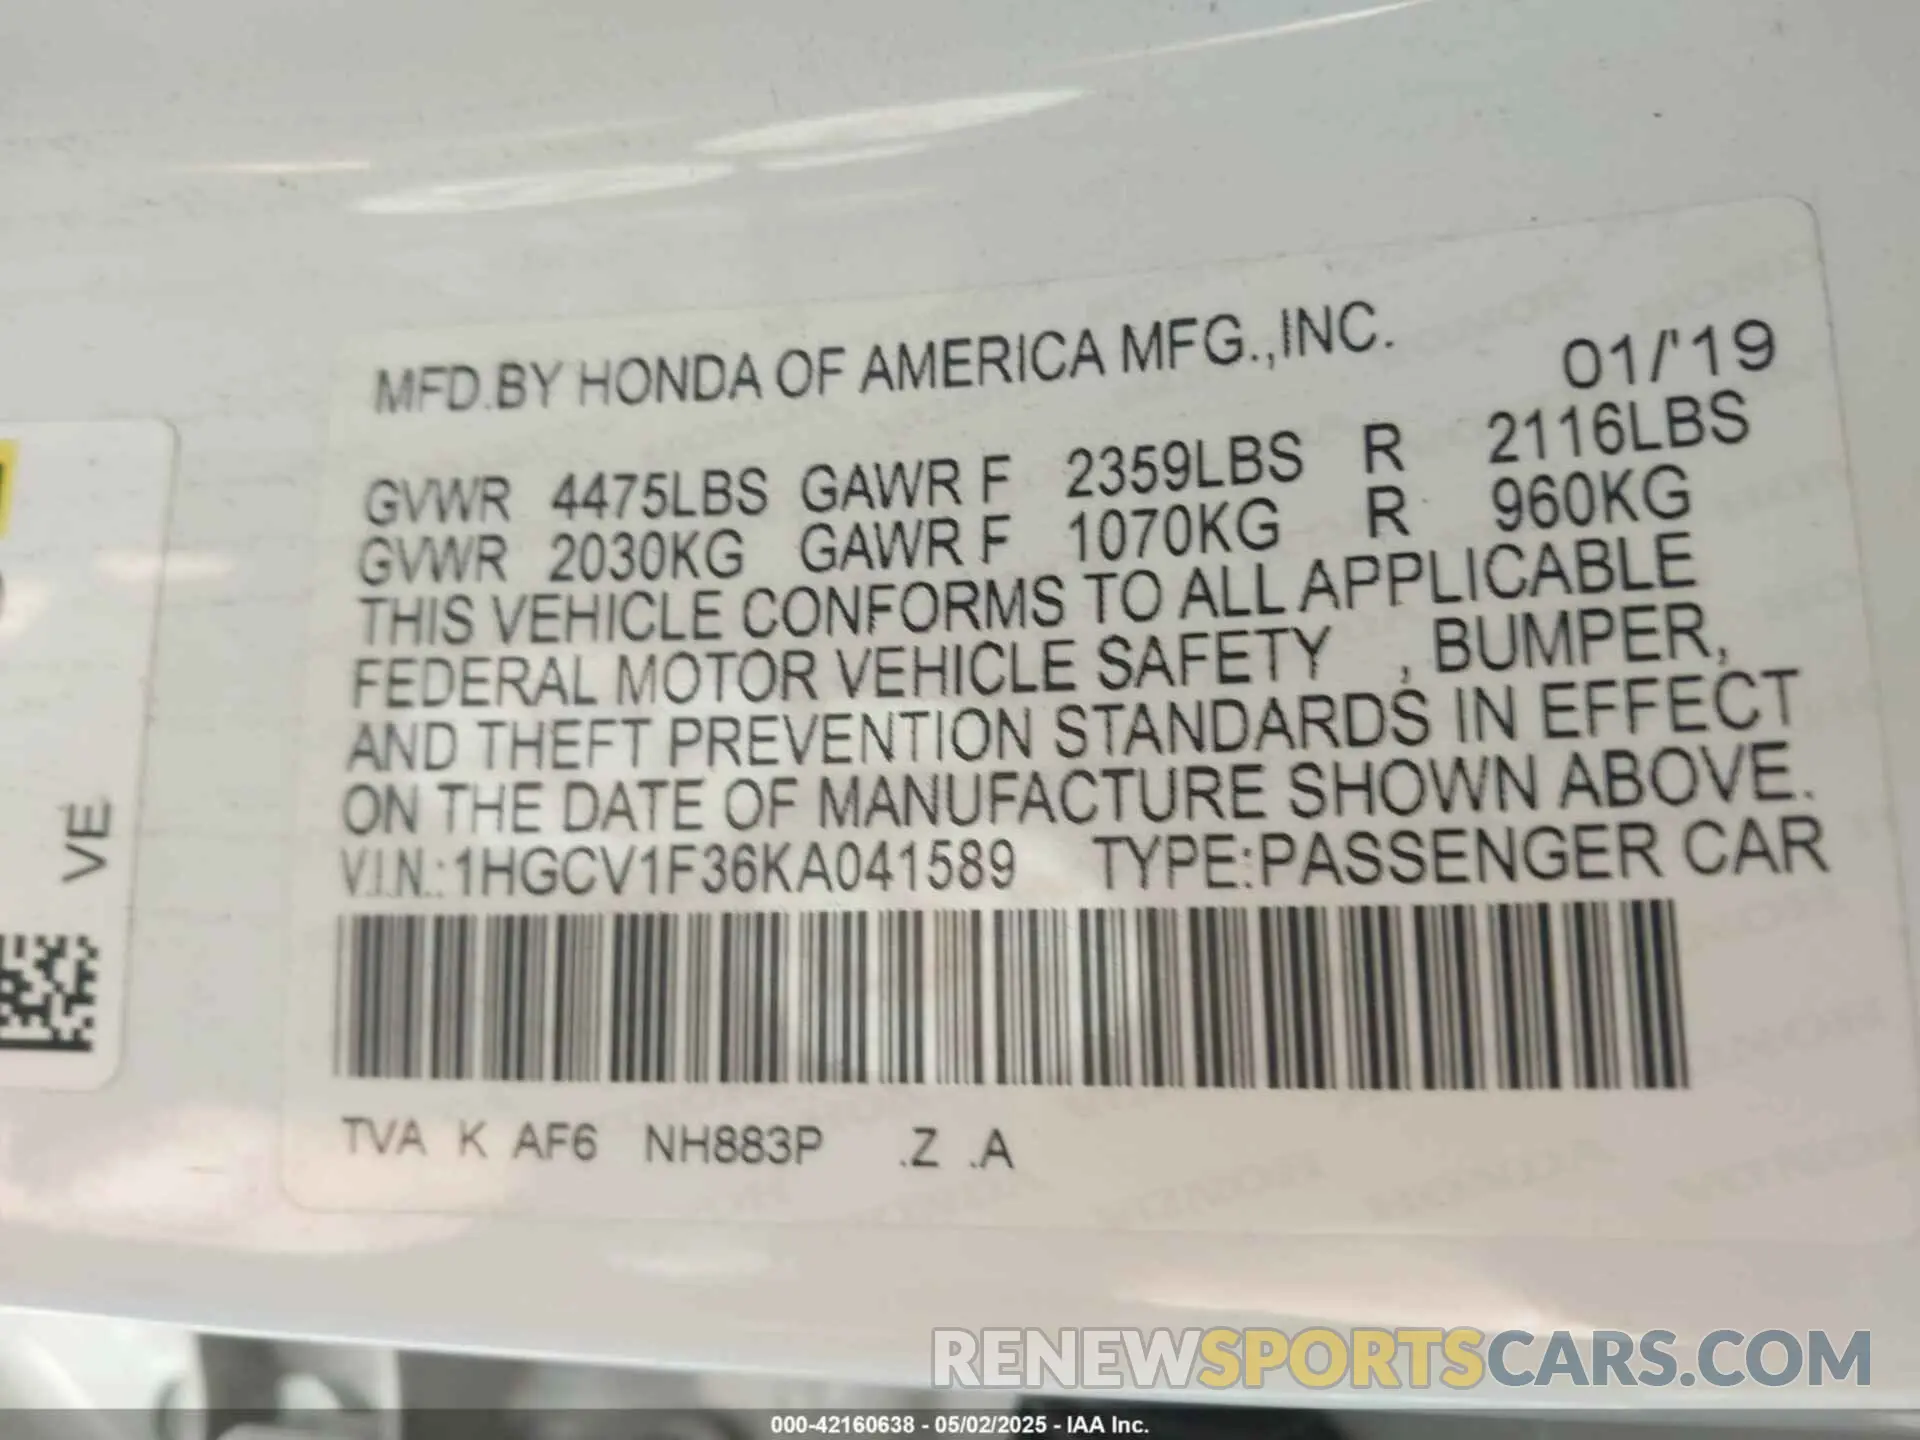 MFD.BY HONDA OF AMERICA MFG.,INC. 01/'19
GVWR 4475LBS GAWR F 2359LBS R 2116LBS
GVWR 2030KG GAWR F 1070KG R 960KG
THIS VEHICLE CONFORMS TO ALL APPLICABLE
FEDERAL MOTOR VEHICLE SAFETY , BUMPER,
AND THEFT PREVENTION STANDARDS IN EFFECT
ON THE DATE OF MANUFACTURE SHOWN ABOVE.
V.I.N.:1HGCV1F36KA041589 TYPE:PASSENGER CAR
TVA K AF6 NH883P .Z .A
VE
RENEWSPORTSCARS.COM
000-42160638 - 05/02/2025 - IAA Inc.